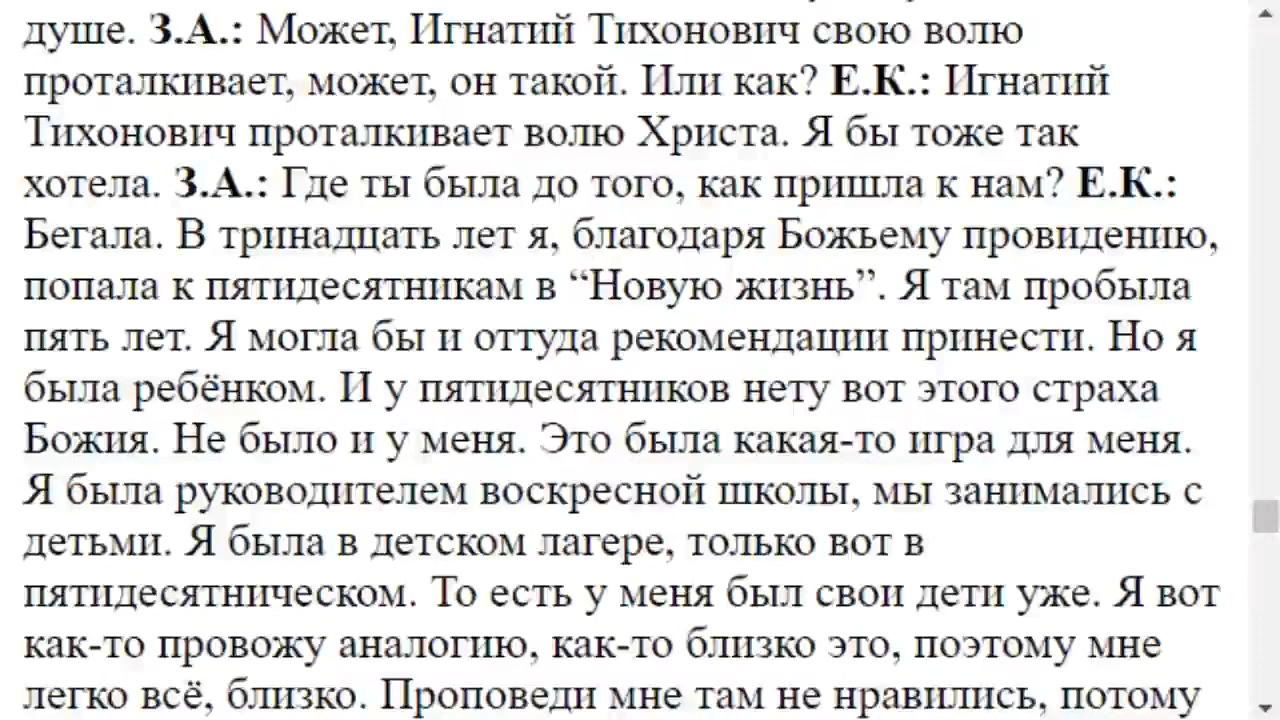 душе. З.А.: Может, Игнатий Тихонович свою волю
проталкивает, может, он такой. Или как? Е.К.: Игнатий
Тихонович проталкивает волю Христа. Я бы тоже так
хотела. З.А.: Где ты была до того, как пришла к нам? Е.К.:
Бегала. В тринадцать лет я, благодаря Божьему провидению,
попала к пятидесятникам в “Новую жизнь”. Я там пробыла
пять лет. Я могла бы и оттуда рекомендации принести. Но я
была ребёнком. И у пятидесятников нету вот этого страха
Божия. Не было и у меня. Это была какая-то игра для меня.
Я была руководителем воскресной школы, мы занимались с
детьми. Я была в детском лагере, только вот в
пятидесятническом. То есть у меня был свои дети уже. Я вот
как-то провожу аналогию, как-то близко это, поэтому мне
легко всё, близко. Проповеди мне там не нравились, потому